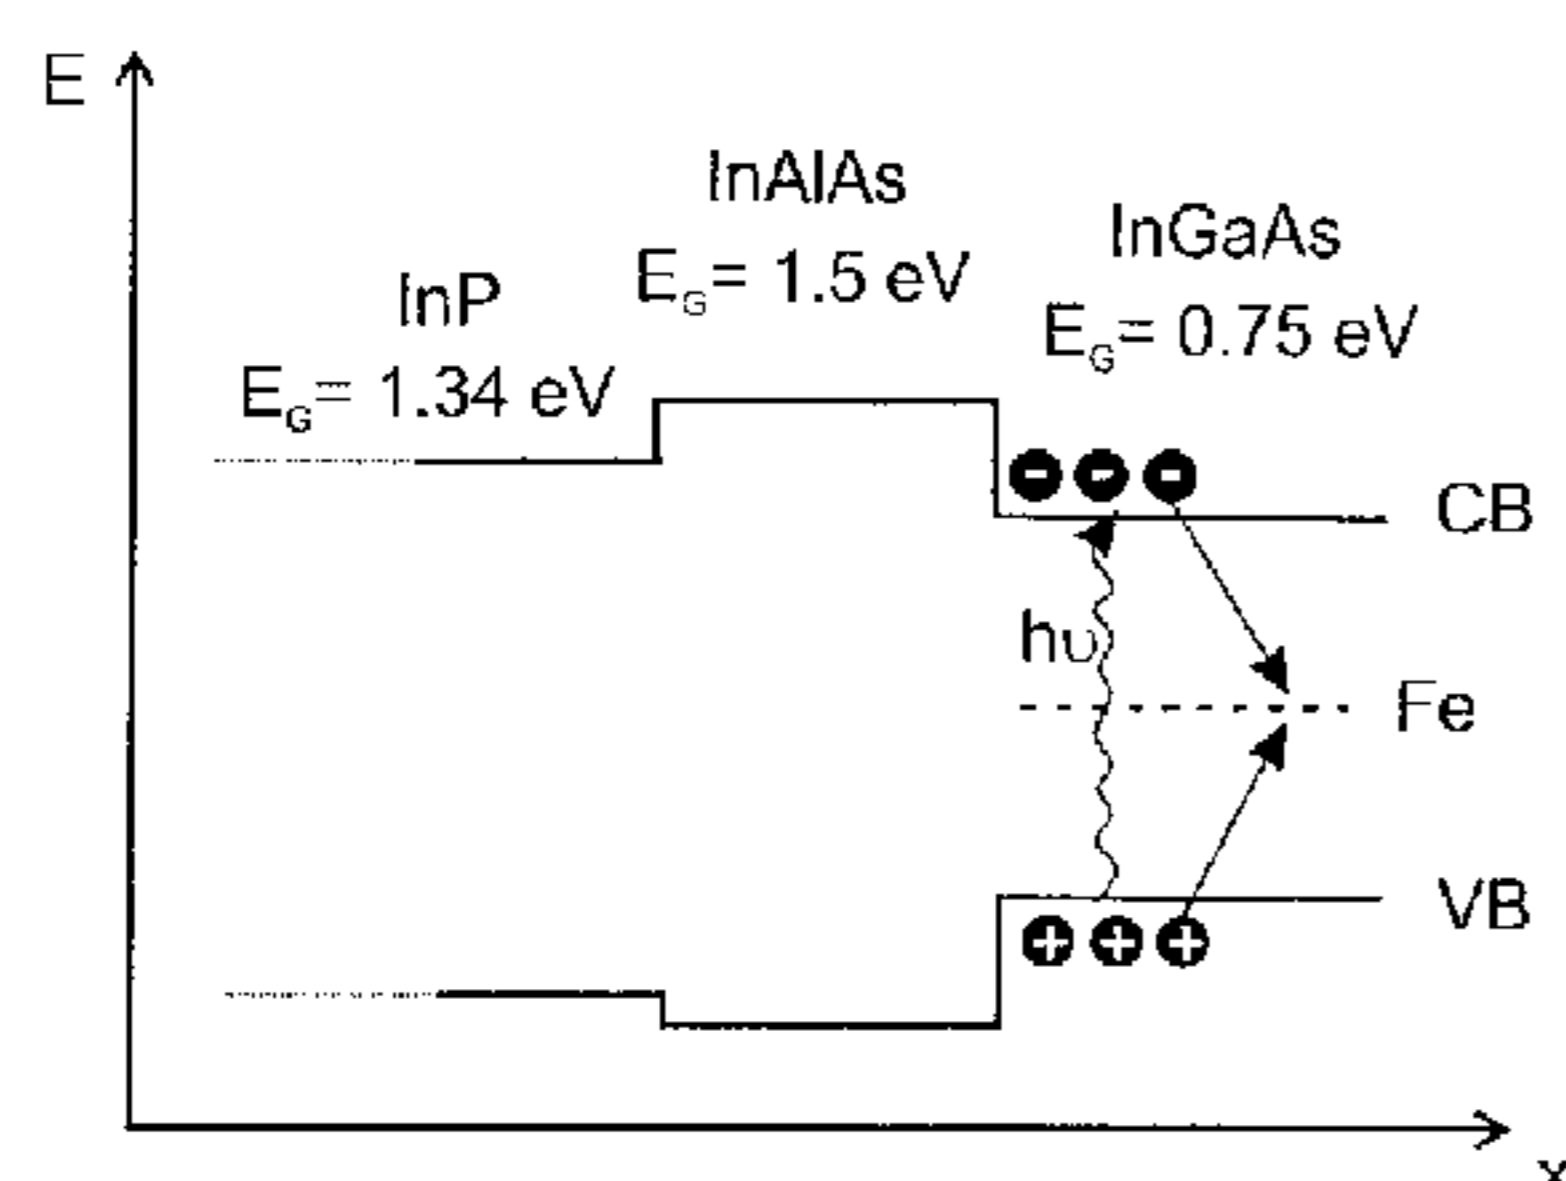 E
InAlAs
E_G= 1.5 eV
InGaAs
E_G= 0.75 eV
InP
E_G= 1.34 eV
CB
hυ
Fe
VB
x